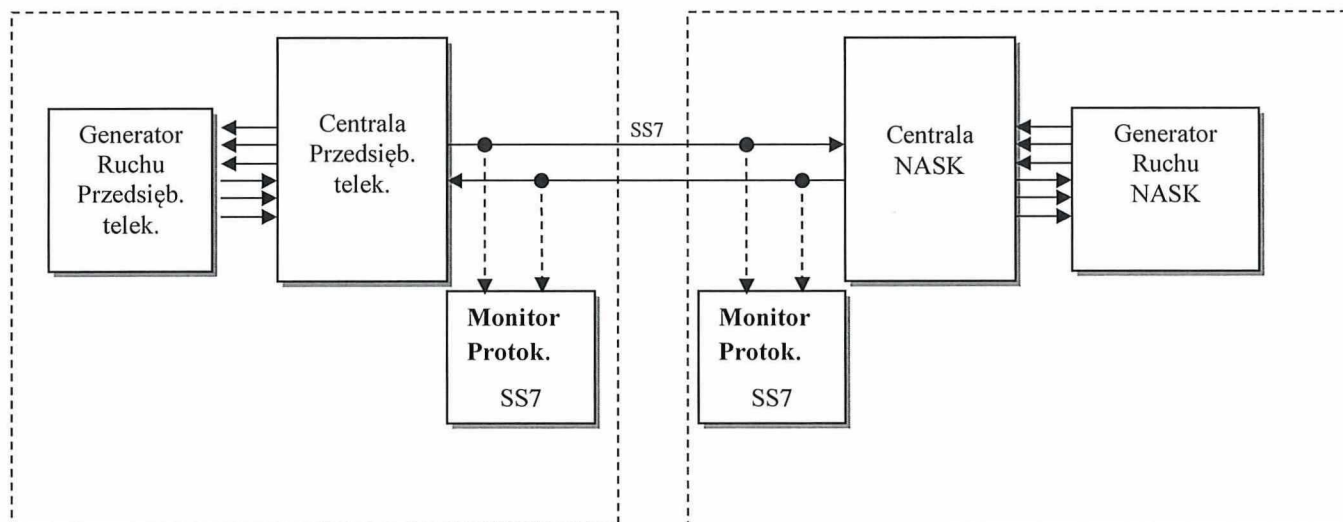 Generator
Ruchu
Przedsięb.
telek.
Centrala
Przedsięb.
telek.
SS7
Centrala
NASK
Generator
Ruchu
NASK
Monitor
Protok.
SS7
Monitor
Protok.
SS7